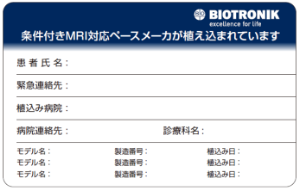 BIOTRONIK
excellence for life
条件付きMRI対応ペースメーカが植え込まれています
患 者 氏 名：
緊急連絡先：
植込み病院：
病院連絡先： 診療科名：
モデル名： 製造番号： 植込み日：
モデル名： 製造番号： 植込み日：
モデル名： 製造番号： 植込み日：